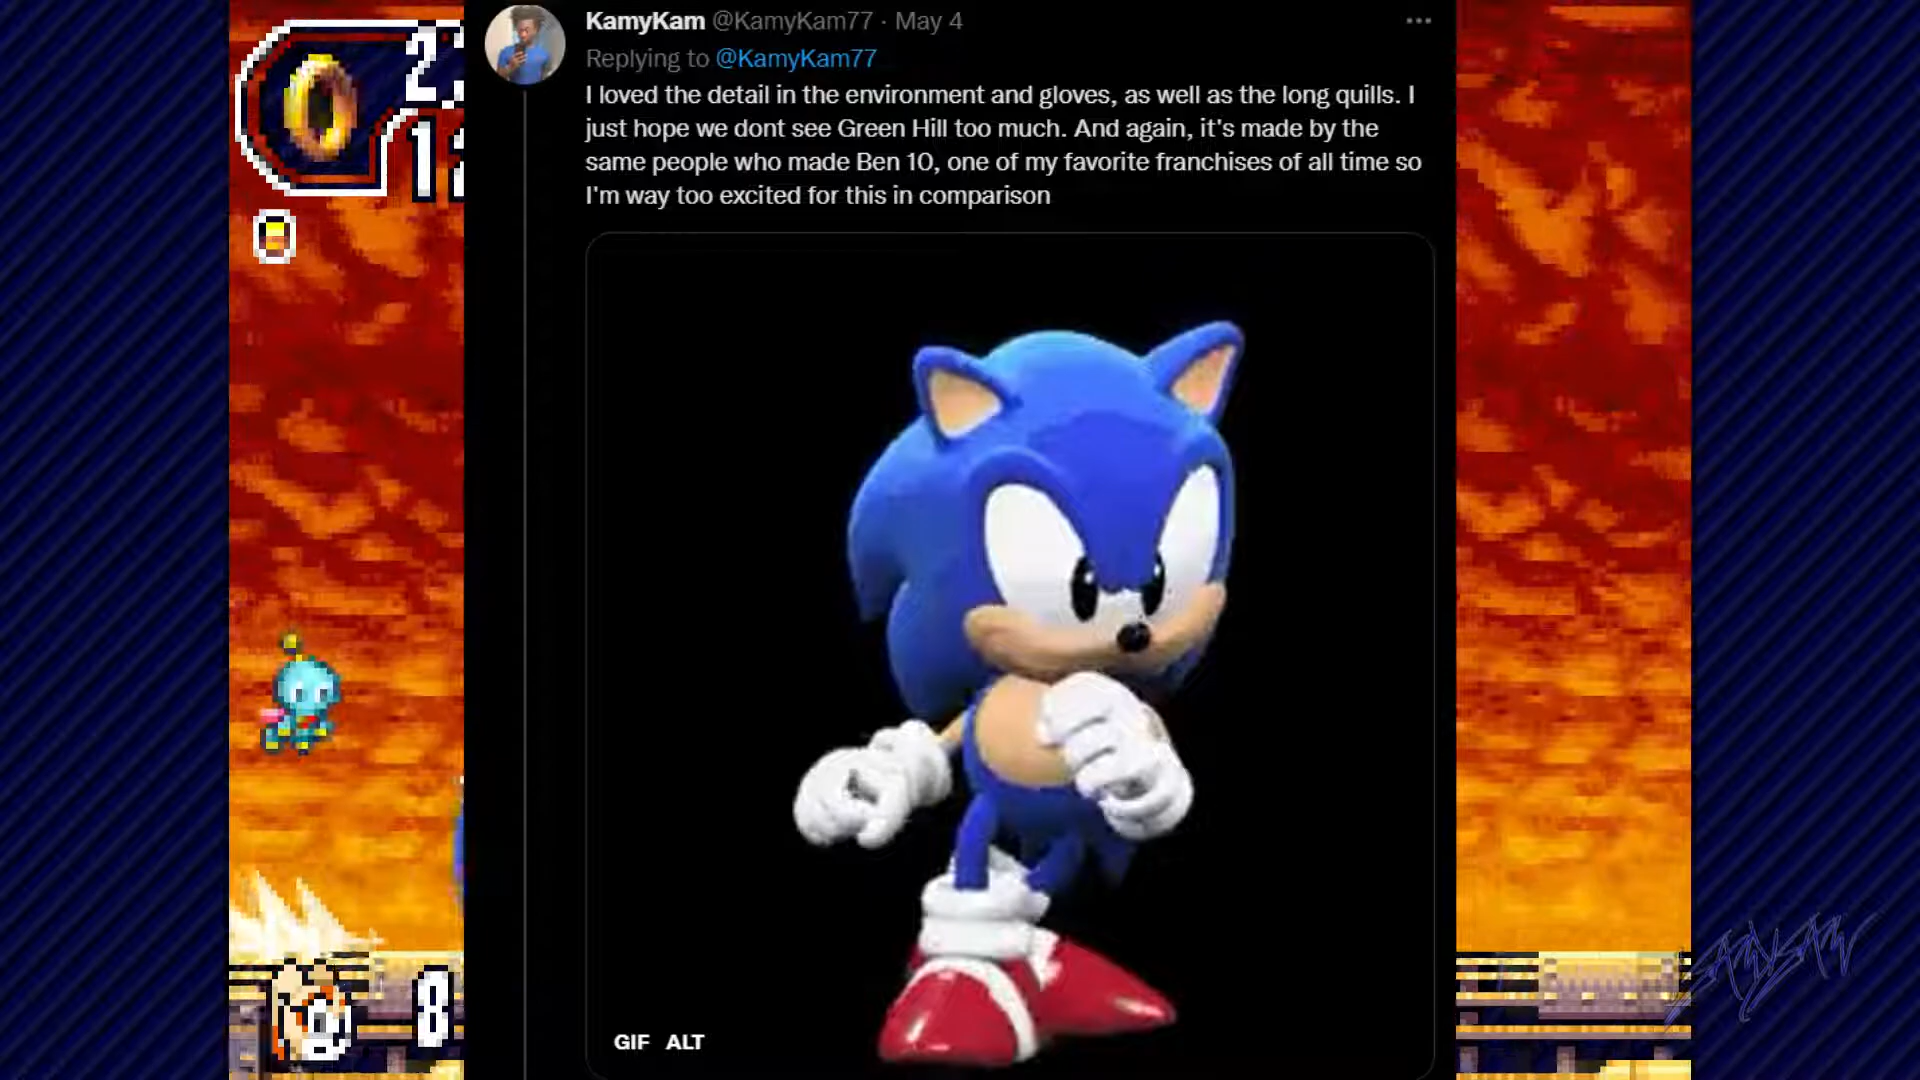 KamyKam @KamyKam77 · May 4
Replying to @KamyKam77
I loved the detail in the environment and gloves, as well as the long quills. I
just hope we dont see Green Hill too much. And again, it's made by the
same people who made Ben 10, one of my favorite franchises of all time so
I'm way too excited for this in comparison
GIF ALT
8